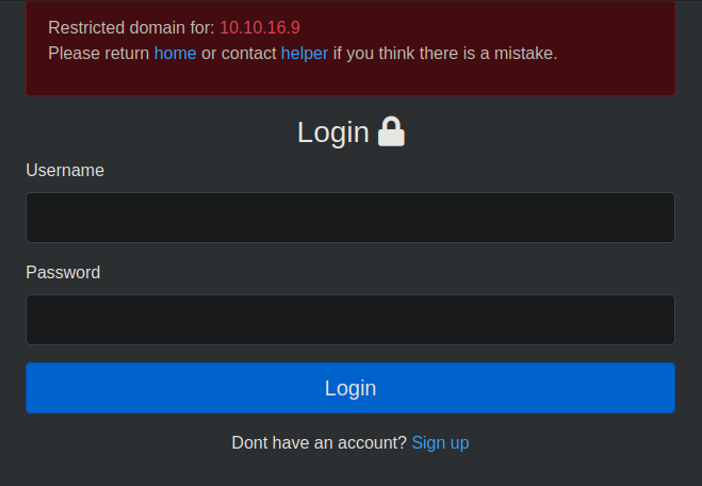 Restricted domain for: 10.10.16.9
Please return home or contact helper if you think there is a mistake.
Login
Username
Password
Login
Dont have an account? Sign up